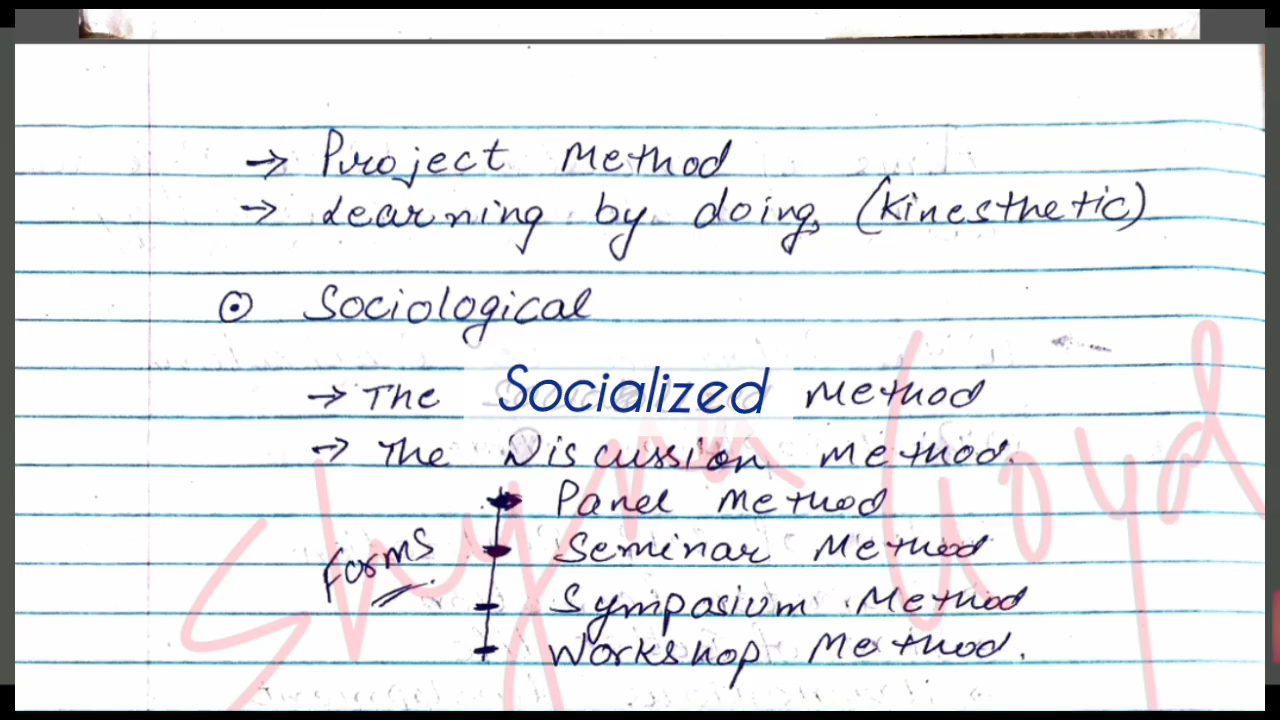 → Project Method
→ Learning by doing, (Kinesthetic)
⊙ Sociological
→ The Socialized Method
→ The Discussion Method.
Panel Method
Seminar Method
Forms
Symposium Method
Workshop Method.